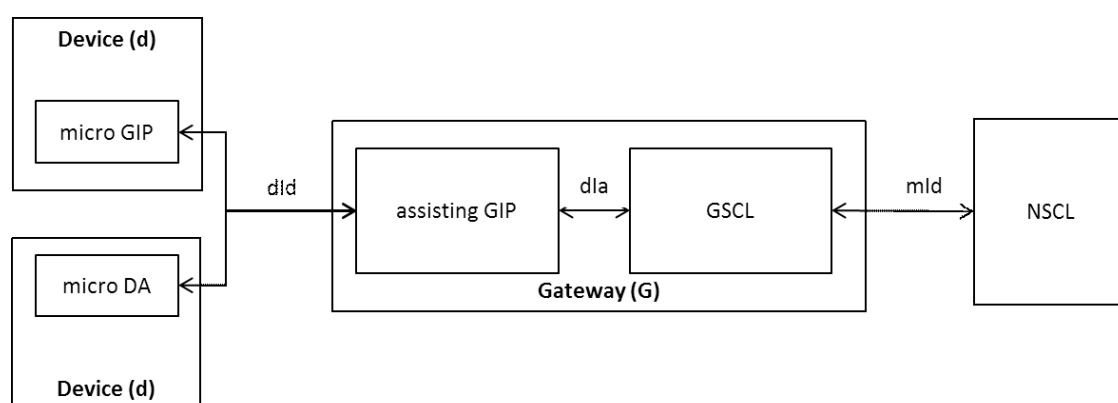 Device (d)
micro GIP
dId
assisting GIP
dIa
GSCL
mId
NSCL
micro DA
Gateway (G)
Device (d)